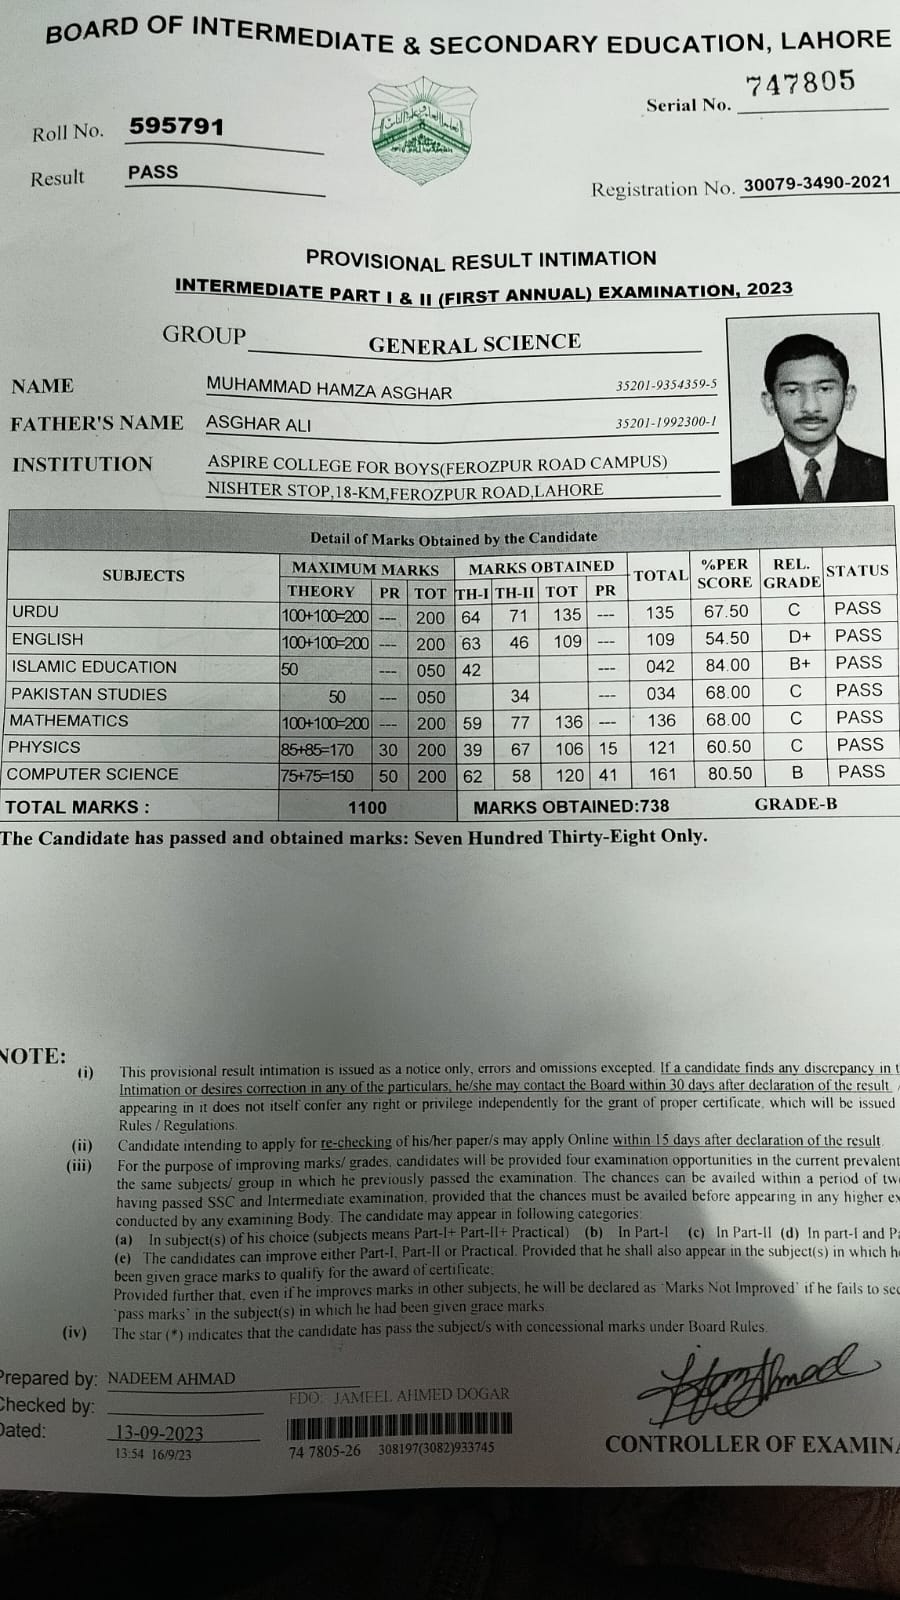 BOARD OF INTERMEDIATE & SECONDARY EDUCATION, LAHORE
Roll No. 595791
Serial No. 747805
Result PASS
Registration No. 30079-3490-2021
PROVISIONAL RESULT INTIMATION
INTERMEDIATE PART I & II (FIRST ANNUAL) EXAMINATION, 2023
GROUP GENERAL SCIENCE
NAME MUHAMMAD HAMZA ASGHAR 35201-9354359-5
FATHER'S NAME ASGHAR ALI 35201-1992300-1
INSTITUTION ASPIRE COLLEGE FOR BOYS(FEROZPUR ROAD CAMPUS)
NISHTER STOP,18-KM,FEROZPUR ROAD,LAHORE
Detail of Marks Obtained by the Candidate
SUBJECTS MAXIMUM MARKS MARKS OBTAINED TOTAL %PER SCORE REL. GRADE STATUS
THEORY PR TOT TH-I TH-II TOT PR
URDU 100+100=200 --- 200 64 71 135 --- 135 67.50 C PASS
ENGLISH 100+100=200 --- 200 63 46 109 --- 109 54.50 D+ PASS
ISLAMIC EDUCATION 50 --- 050 42 --- 042 84.00 B+ PASS
PAKISTAN STUDIES 50 --- 050 34 --- 034 68.00 C PASS
MATHEMATICS 100+100=200 --- 200 59 77 136 --- 136 68.00 C PASS
PHYSICS 85+85=170 30 200 39 67 106 15 121 60.50 C PASS
COMPUTER SCIENCE 75+75=150 50 200 62 58 120 41 161 80.50 B PASS
TOTAL MARKS : 1100 MARKS OBTAINED:738 GRADE-B
The Candidate has passed and obtained marks: Seven Hundred Thirty-Eight Only.
NOTE:
(i) This provisional result intimation is issued as a notice only, errors and omissions excepted. If a candidate finds any discrepancy in
Intimation or desires correction in any of the particulars, he/she may contact the Board within 30 days after declaration of the result.
appearing in it does not itself confer any right or privilege independently for the grant of proper certificate, which will be issued
Rules / Regulations.
(ii) Candidate intending to apply for re-checking of his/her paper/s may apply Online within 15 days after declaration of the result.
(iii) For the purpose of improving marks/ grades, candidates will be provided four examination opportunities in the current prevalent
the same subjects/ group in which he previously passed the examination. The chances can be availed within a period of
having passed SSC and Intermediate examination, provided that the chances must be availed before appearing in any higher
conducted by any examining Body. The candidate may appear in following categories:
(a) In subject(s) of his choice (subjects means Part-I+ Part-II+ Practical) (b) In Part-I (c) In Part-II (d) In part-I and
(e) The candidates can improve either Part-I, Part-II or Practical. Provided that he shall also appear in the subject(s) in which
been given grace marks to qualify for the award of certificate;
Provided further that, even if he improves marks in other subjects, he will be declared as 'Marks Not Improved' if he fails to
'pass marks' in the subject(s) in which he had been given grace marks.
(iv) The star (*) indicates that the candidate has pass the subject/s with concessional marks under Board Rules.
Prepared by: NADEEM AHMAD
Checked by:
FDO: JAMEEL AHMED DOGAR
Dated: 13-09-2023
13:54 16/9/23
74 7805-26 308197(3082)933745
CONTROLLER OF EXAMINA